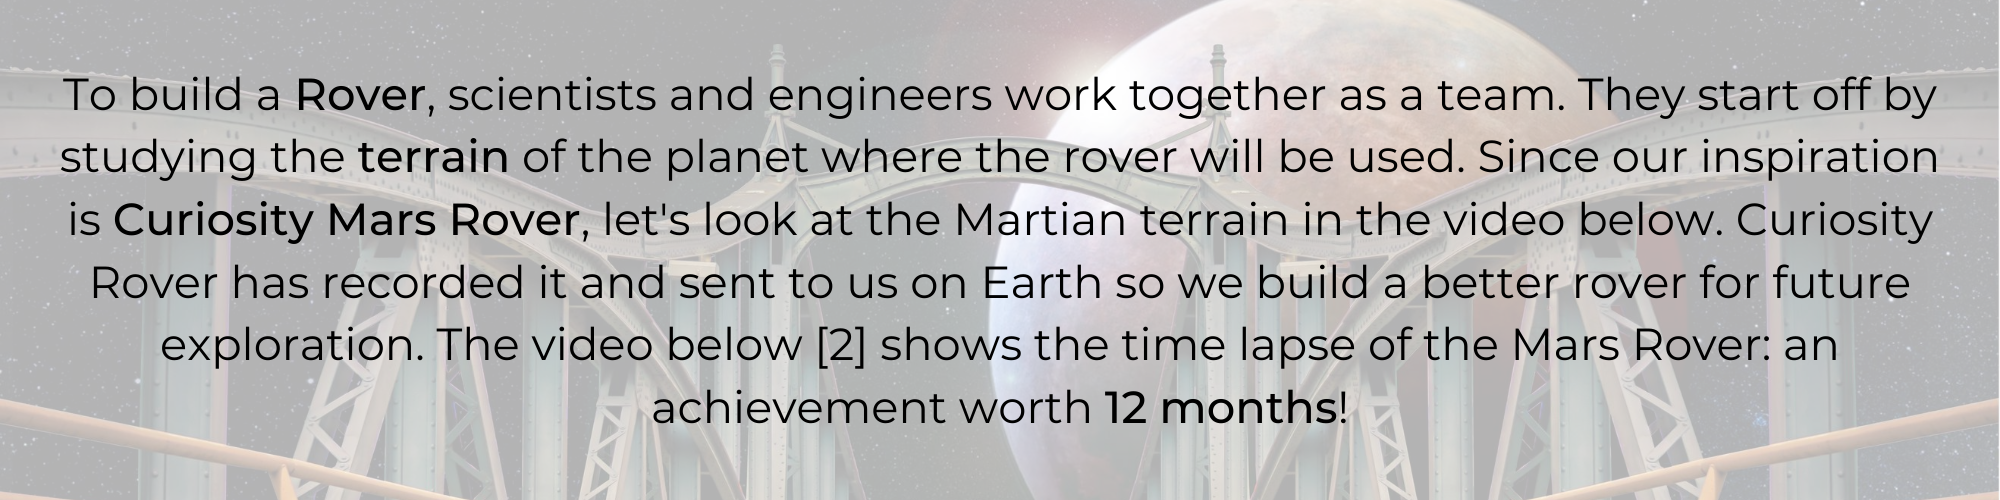 To build a Rover, scientists and engineers work together as a team. They start off by
studying the terrain of the planet where the rover will be used. Since our inspiration
is Curiosity Mars Rover, let's look at the Martian terrain in the video below. Curiosity
Rover has recorded it and sent to us on Earth so we build a better rover for future
exploration. The video below [2] shows the time lapse of the Mars Rover: an
achievement worth 12 months!